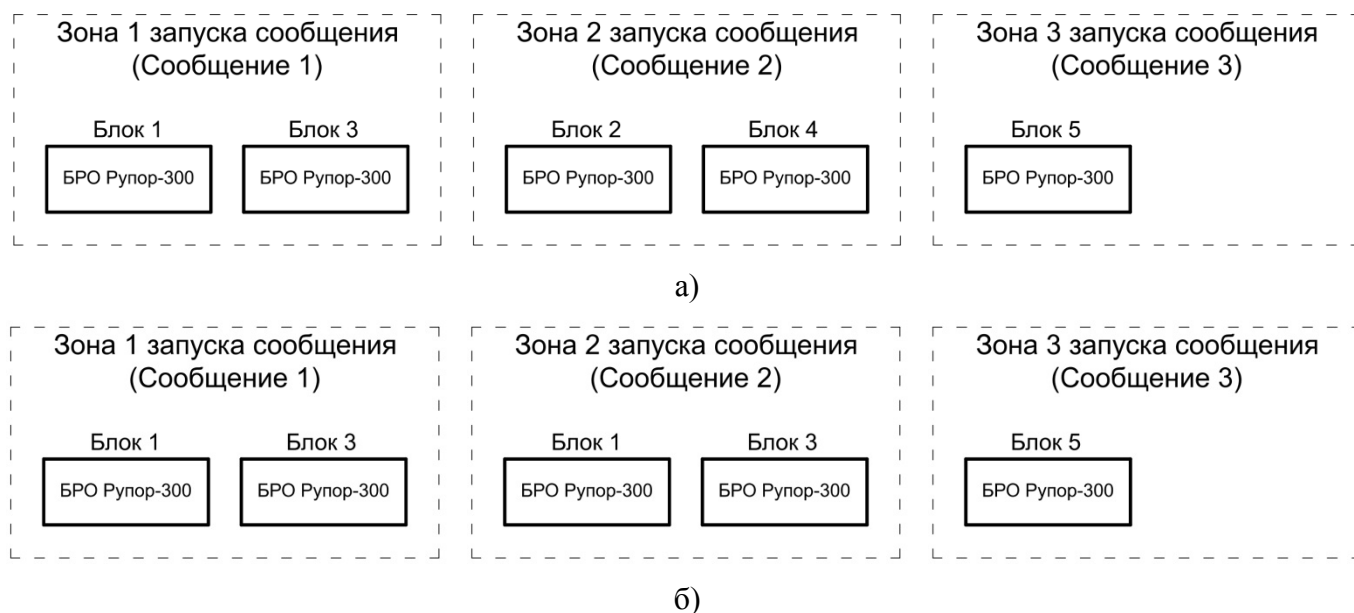 Зона 1 запуска сообщения
(Сообщение 1)
Зона 2 запуска сообщения
(Сообщение 2)
Зона 3 запуска сообщения
(Сообщение 3)
Блок 1
Блок 3
Блок 2
Блок 4
Блок 5
БРО Рупор-300
БРО Рупор-300
БРО Рупор-300
БРО Рупор-300
БРО Рупор-300
а)
Зона 1 запуска сообщения
(Сообщение 1)
Зона 2 запуска сообщения
(Сообщение 2)
Зона 3 запуска сообщения
(Сообщение 3)
Блок 1
Блок 3
Блок 1
Блок 3
Блок 5
БРО Рупор-300
БРО Рупор-300
БРО Рупор-300
БРО Рупор-300
БРО Рупор-300
б)